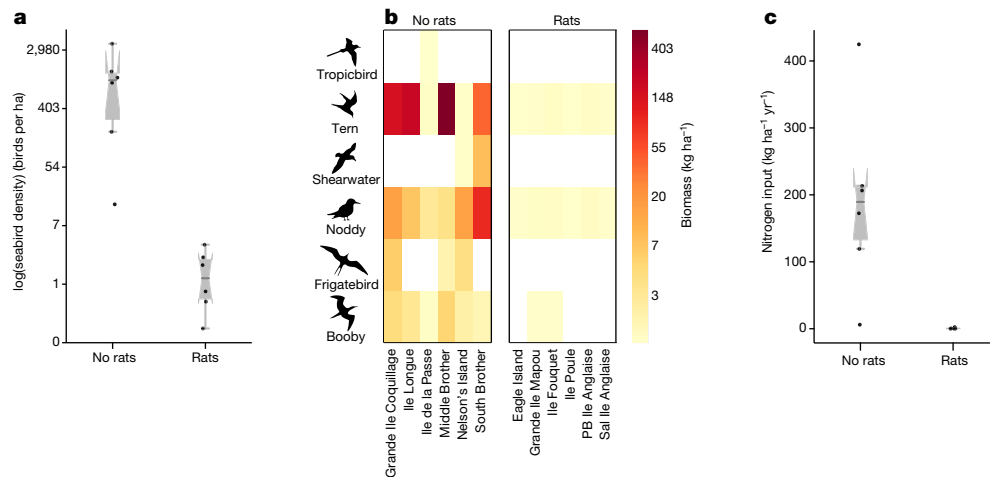 a
log(seabird density) (birds per ha)
2,980
403
54
7
1
0
No rats
Rats
b
No rats
Rats
Tropicbird
Tern
Shearwater
Noddy
Frigatebird
Booby
Grande Ile Coquillage
Ile Longue
Ile de la Passe
Middle Brother
Nelson's Island
South Brother
Eagle Island
Grande Ile Mapou
Ile Fouquet
Ile Poule
PB Ile Anglaise
Sal Ile Anglaise
403
148
55
20
7
3
Biomass (kg ha⁻¹)
c
Nitrogen input (kg ha⁻¹ yr⁻¹)
400
300
200
100
0
No rats
Rats